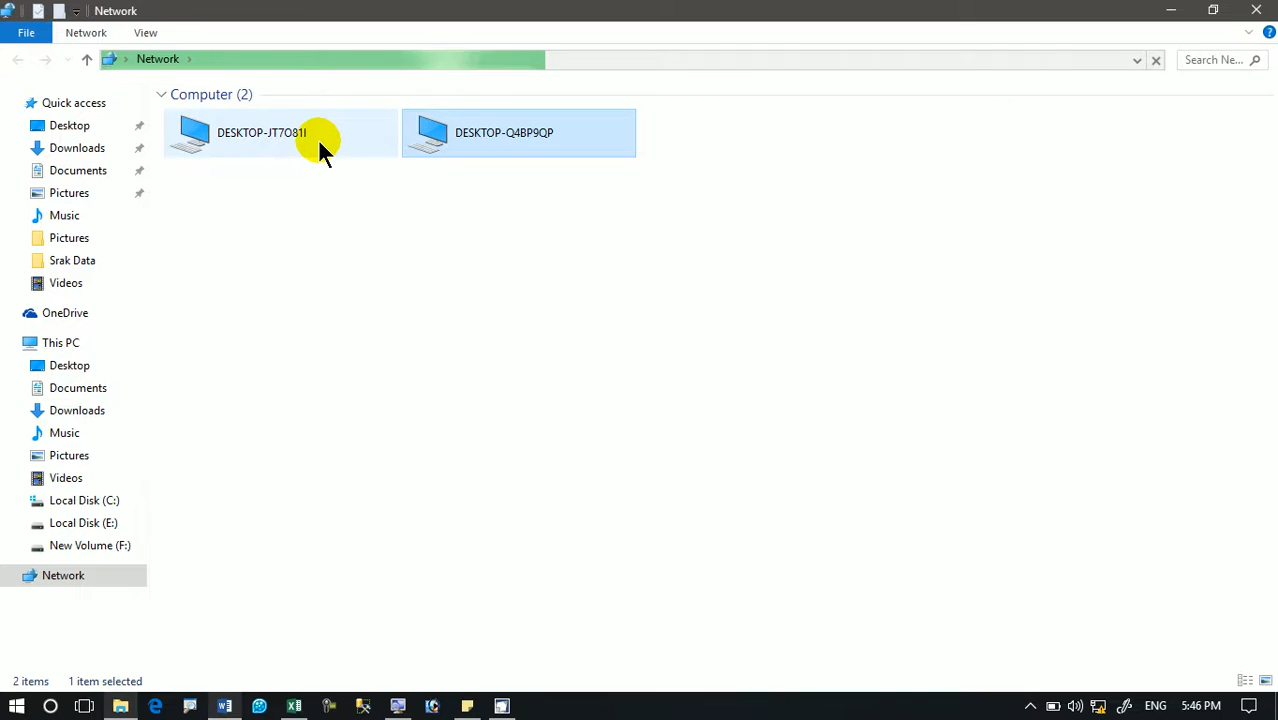 Network
File
Network
View
Network
Search Ne...
Quick access
Desktop
Downloads
Documents
Pictures
Music
Pictures
Srak Data
Videos
OneDrive
This PC
Desktop
Documents
Downloads
Music
Pictures
Videos
Local Disk (C:)
Local Disk (E:)
New Volume (F:)
Network
Computer (2)
DESKTOP-JT7O81I
DESKTOP-Q4BP9QP
2 items
1 item selected
ENG
5:46 PM